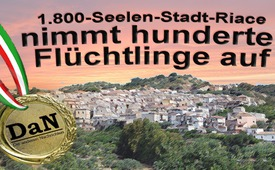 1.800-Seelen-Stadt-Riace
nimmt hunderte
Flüchtlinge auf
DaN